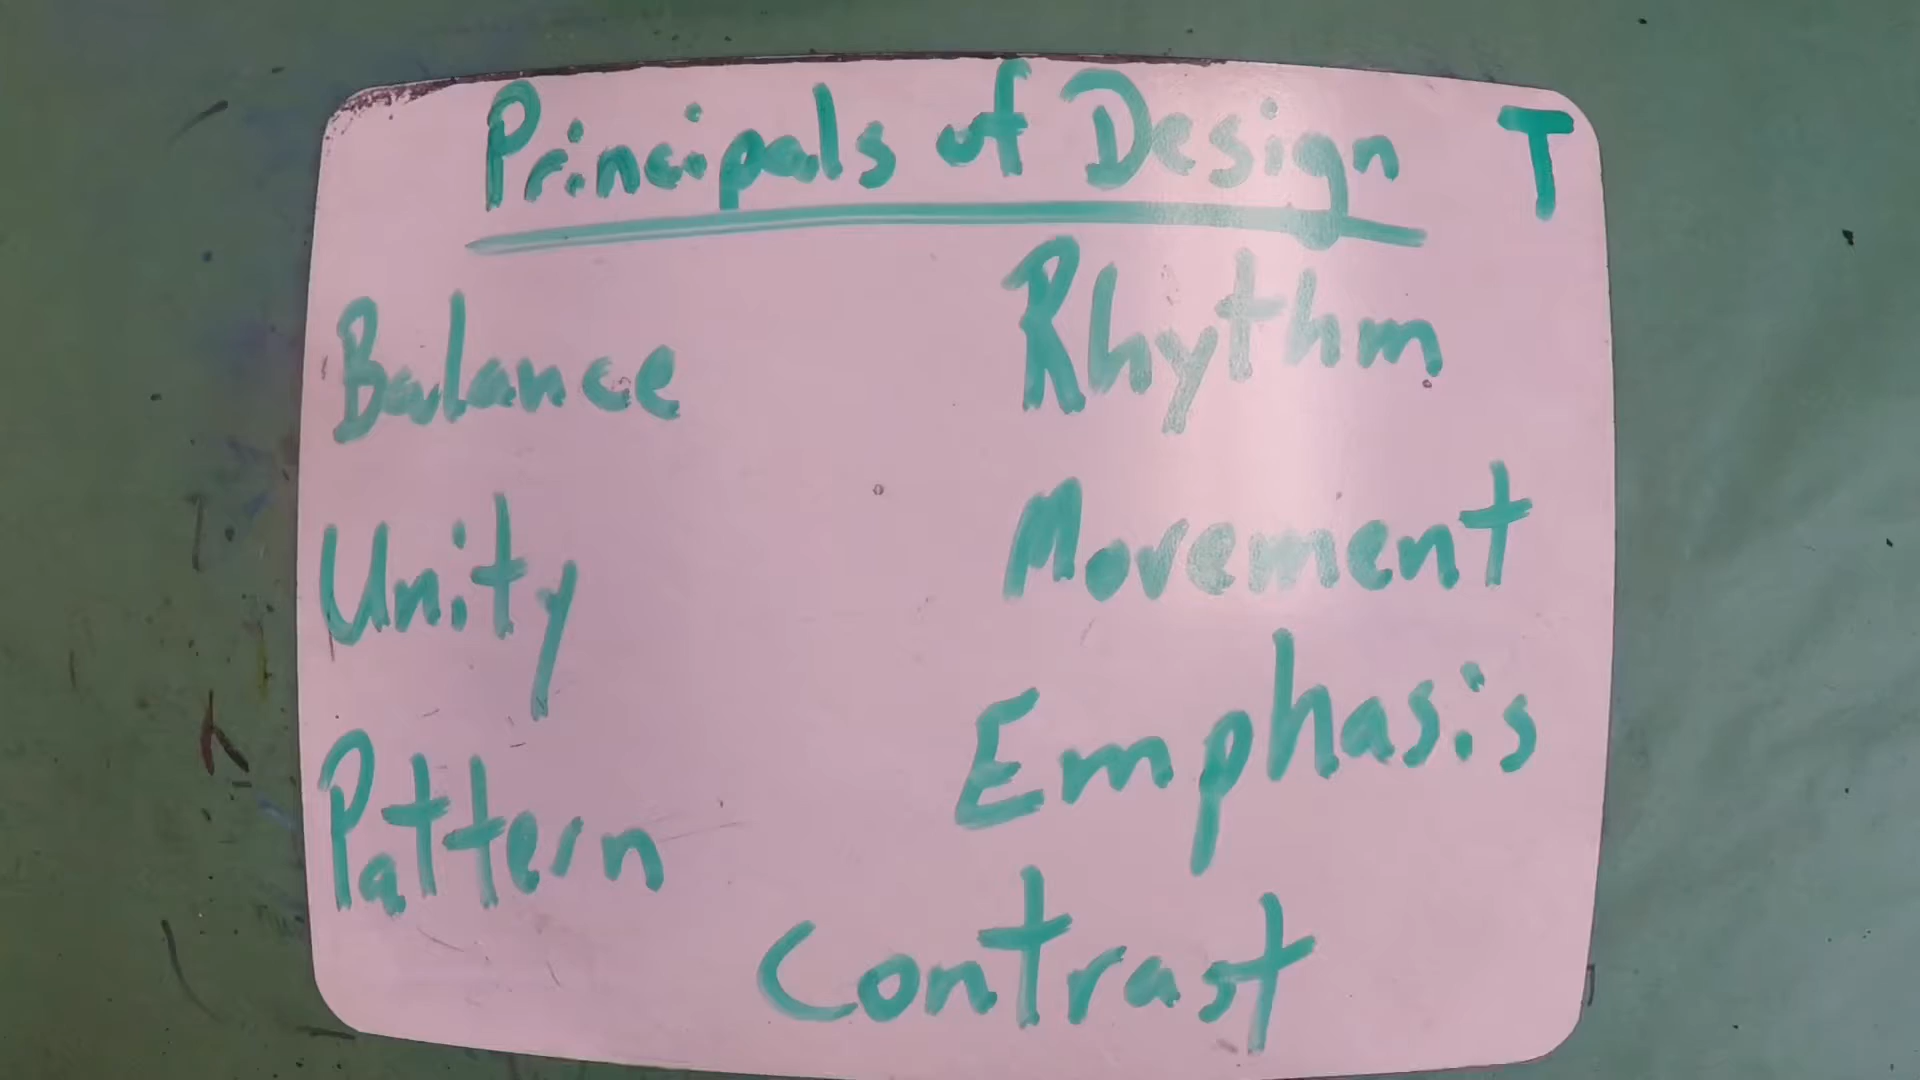 Principals of Design T
Balance
Rhythm
Unity
Movement
Pattern
Emphasis
Contrast